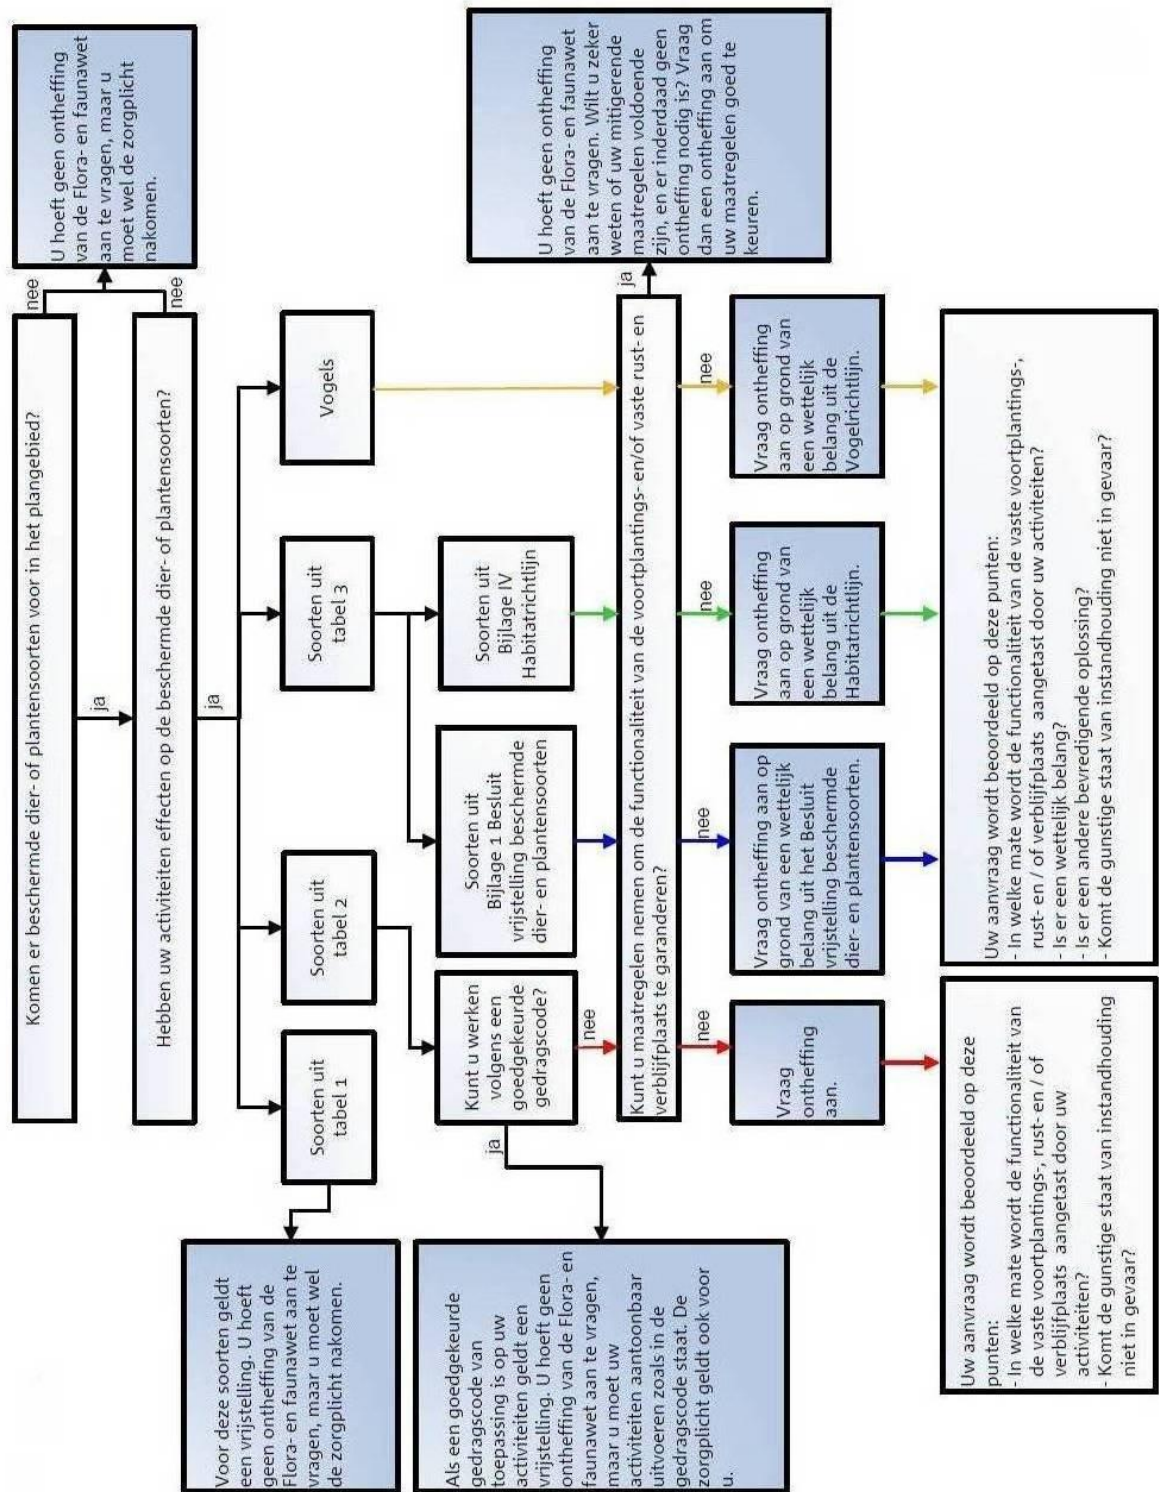 Komen er beschermde dier- of plantensoorten voor in het plangebied?
nee
U hoeft geen ontheffing
van de Flora- en faunawet
aan te vragen, maar u
moet wel de zorgplicht
nakomen.
ja
Hebben uw activiteiten effecten op de beschermde dier- of plantensoorten?
nee
ja
Soorten uit
tabel 1
Soorten uit
tabel 2
Soorten uit
tabel 3
Vogels
Voor deze soorten geldt
een vrijstelling. U hoeft
geen ontheffing van de
Flora- en faunawet aan te
vragen, maar u moet wel
de zorgplicht nakomen.
Kunt u werken
volgens een
goedgekeurde
gedragscode?
Soorten uit
Bijlage 1 Besluit
vrijstelling beschermde
dier- en plantensoorten
Soorten uit
Bijlage IV
Habitatrichtlijn
ja
nee
Als een goedgekeurde
gedragscode van
toepassing is op uw
activiteiten geldt een
vrijstelling. U hoeft geen
ontheffing van de Flora- en
faunawet aan te vragen,
maar u moet uw
activiteiten aantoonbaar
uitvoeren zoals in de
gedragscode staat. De
zorgplicht geldt ook voor
u.
Kunt u maatregelen nemen om de functionaliteit van de voortplantings- en/of vaste rust- en
verblijfplaats te garanderen?
ja
U hoeft geen ontheffing
van de Flora- en faunawet
aan te vragen. Wilt u zeker
weten of uw mitigerende
maatregelen voldoende
zijn, en er inderdaad geen
ontheffing nodig is? Vraag
dan een ontheffing aan om
uw maatregelen goed te
keuren.
nee
nee
nee
nee
Vraag
ontheffing
aan.
Vraag ontheffing aan op
grond van een wettelijk
belang uit het Besluit
vrijstelling beschermde
dier- en plantensoorten.
Vraag ontheffing
aan op grond van
een wettelijk
belang uit de
Habitatrichtlijn.
Vraag ontheffing
aan op grond van
een wettelijk
belang uit de
Vogelrichtlijn.
Uw aanvraag wordt beoordeeld op deze
punten:
- In welke mate wordt de functionaliteit van
de vaste voortplantings-, rust- en / of
verblijfplaats aangetast door uw
activiteiten?
- Komt de gunstige staat van instandhouding
niet in gevaar?
Uw aanvraag wordt beoordeeld op deze punten:
- In welke mate wordt de functionaliteit van de vaste voortplantings-,
rust- en / of verblijfplaats aangetast door uw activiteiten?
- Is er een wettelijk belang?
- Is er een andere bevredigende oplossing?
- Komt de gunstige staat van instandhouding niet in gevaar?